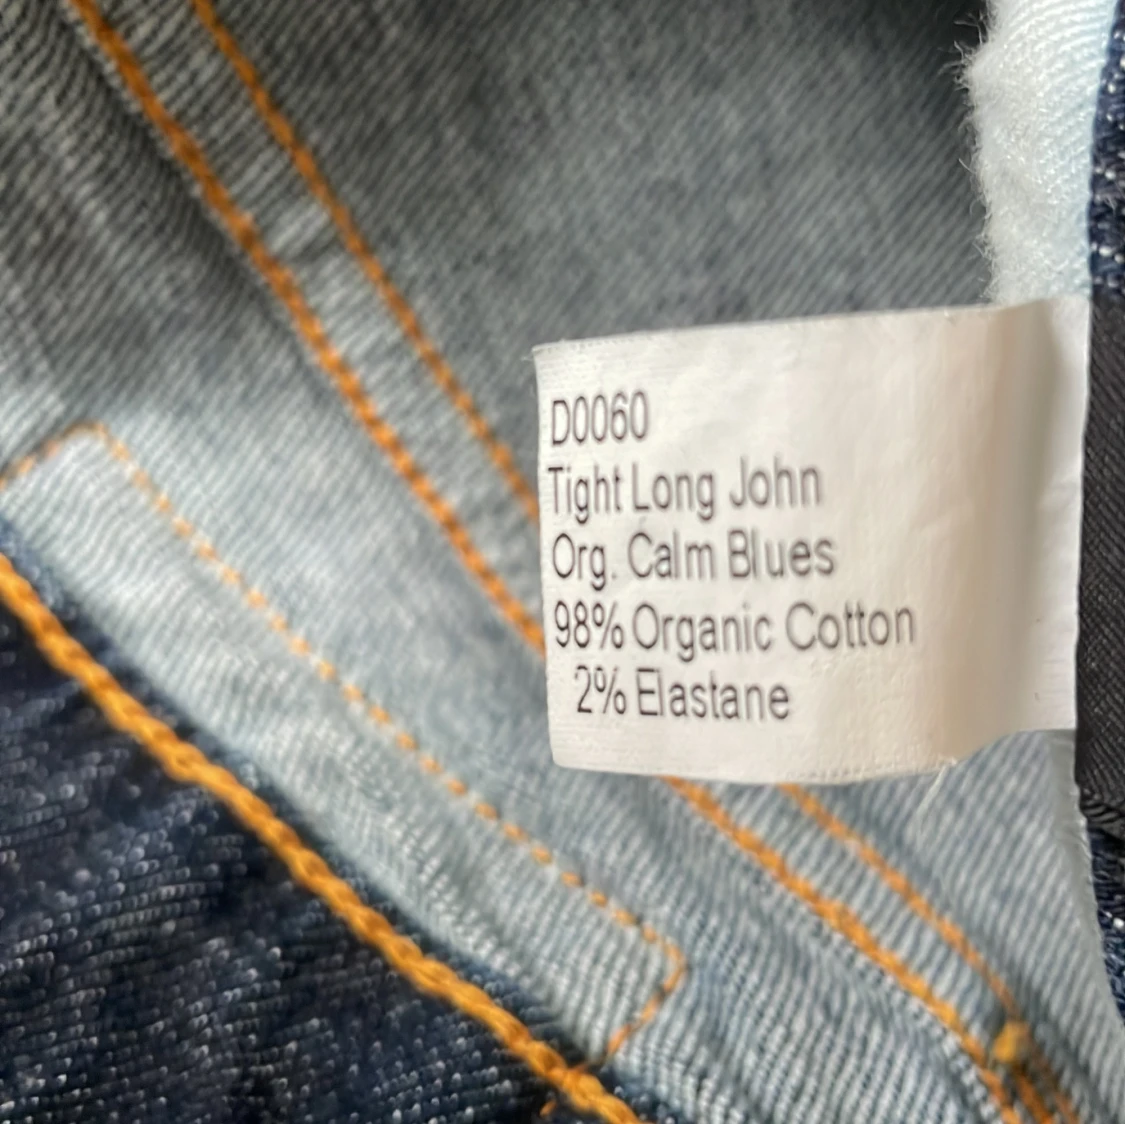 D0060
Tight Long John
Org. Calm Blues
98% Organic Cotton
2% Elastane